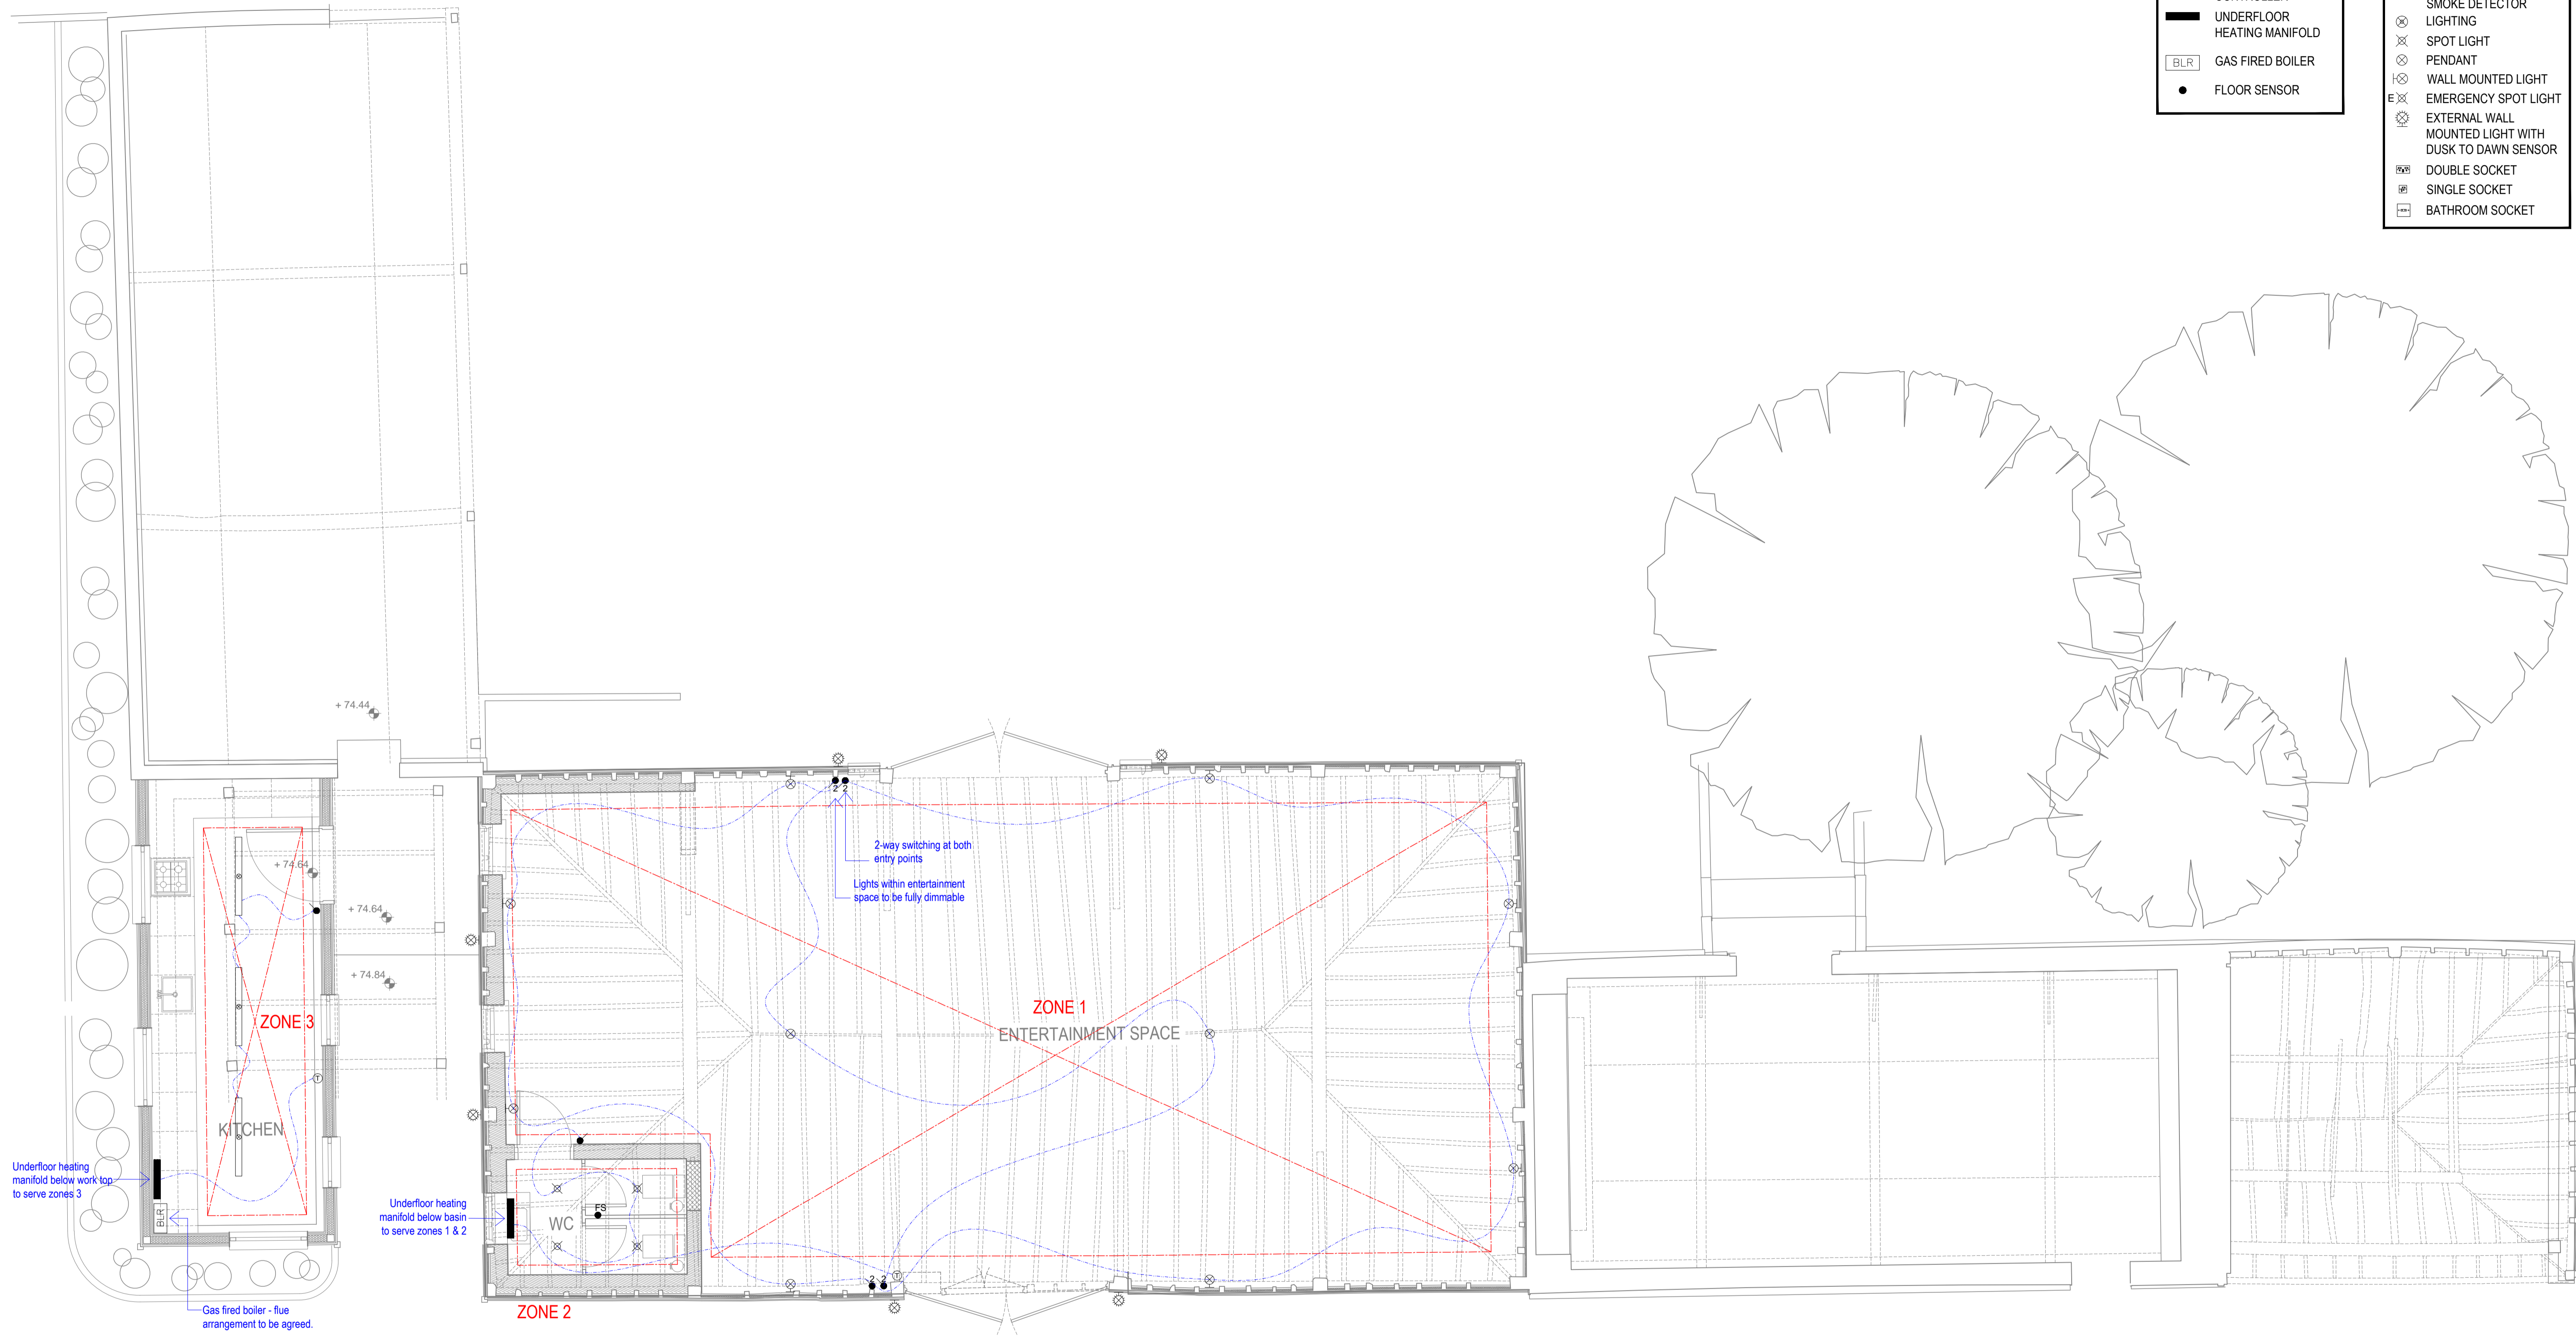 UNDERFLOOR
HEATING MANIFOLD
BLR GAS FIRED BOILER
FLOOR SENSOR
SMOKE DETECTOR
LIGHTING
SPOT LIGHT
PENDANT
WALL MOUNTED LIGHT
E EMERGENCY SPOT LIGHT
EXTERNAL WALL
MOUNTED LIGHT WITH
DUSK TO DAWN SENSOR
DOUBLE SOCKET
SINGLE SOCKET
BATHROOM SOCKET
+ 74.44
2 2
2-way switching at both
entry points
+ 74.64
Lights within entertainment
space to be fully dimmable
+ 74.64
+ 74.84
ZONE 1
ZONE 3
ENTERTAINMENT SPACE
T
KITCHEN
Underfloor heating
manifold below work top
to serve zones 3
BLR
Underfloor heating
manifold below basin
to serve zones 1 & 2
FS
WC
T
2 2
ZONE 2
Gas fired boiler - flue
arrangement to be agreed.